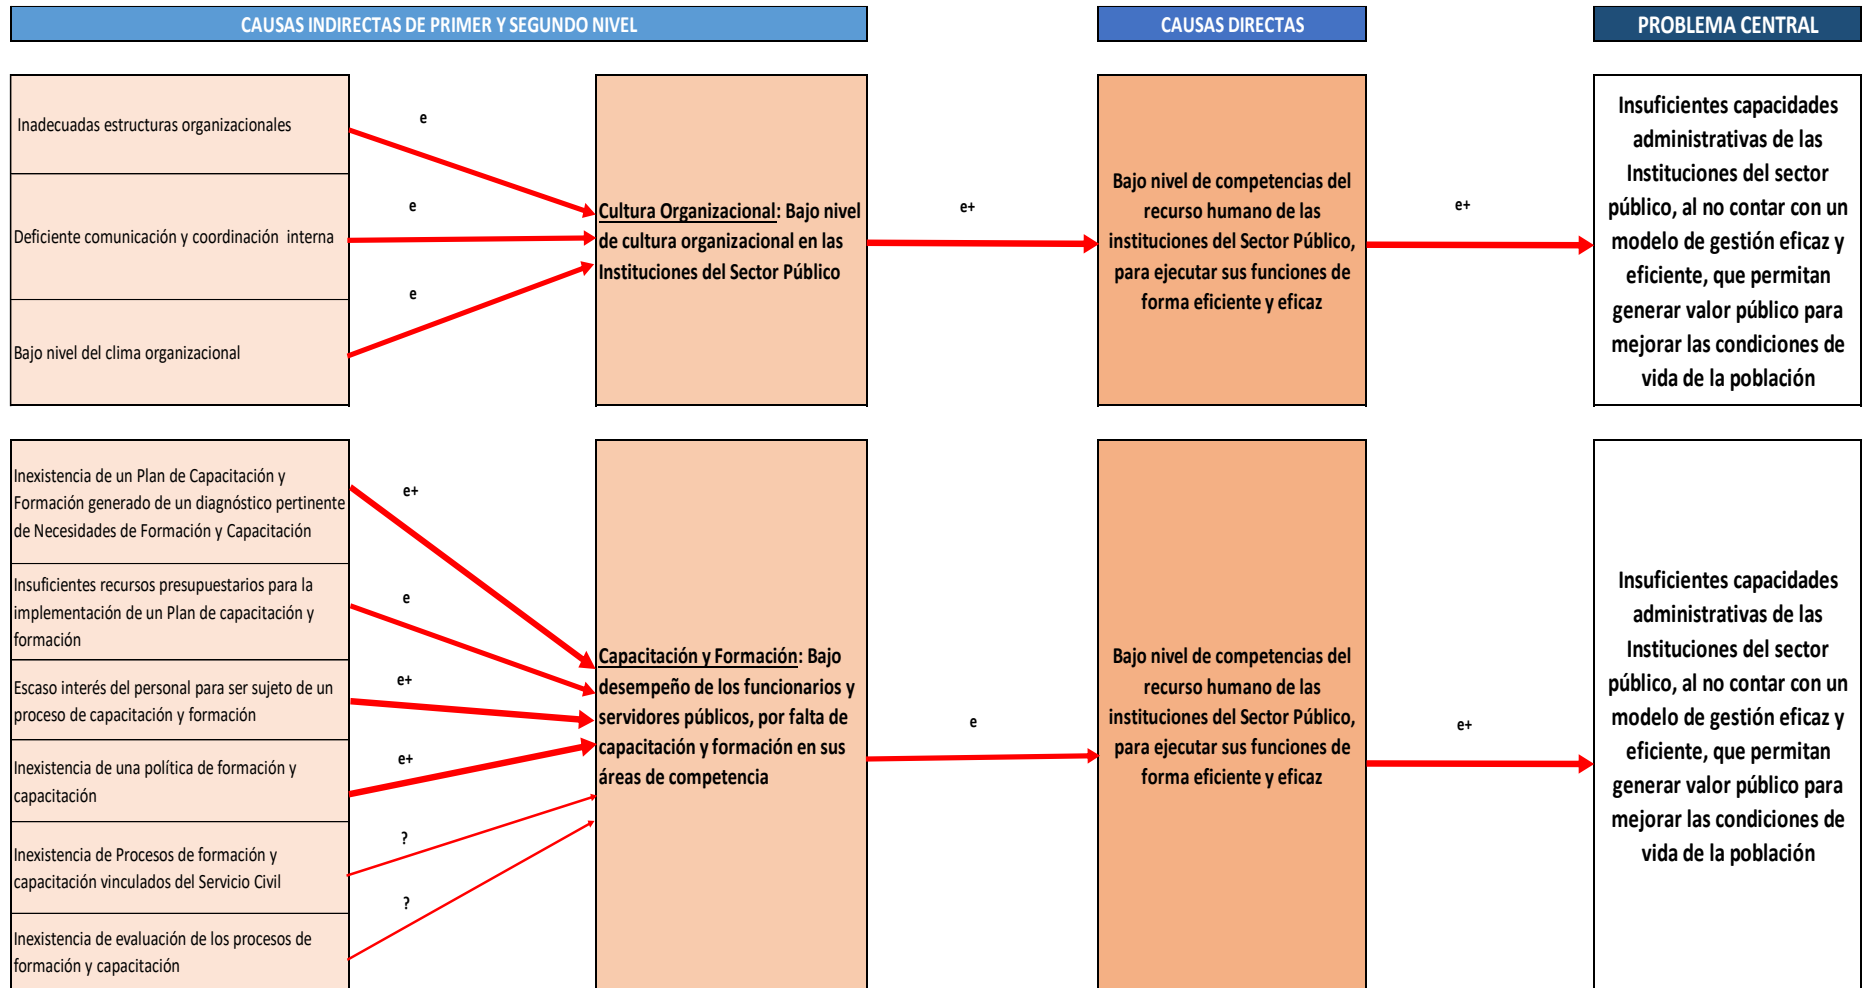 CAUSAS INDIRECTAS DE PRIMER Y SEGUNDO NIVEL
CAUSAS DIRECTAS
PROBLEMA CENTRAL
Inadecuadas estructuras organizacionales
Deficiente comunicación y coordinación interna
Bajo nivel del clima organizacional
e
e
e
Cultura Organizacional: Bajo nivel
de cultura organizacional en las
Instituciones del Sector Público
e+
Bajo nivel de competencias del
recurso humano de las
instituciones del Sector Público,
para ejecutar sus funciones de
forma eficiente y eficaz
e+
Insuficientes capacidades
administrativas de las
Instituciones del sector
público, al no contar con un
modelo de gestión eficaz y
eficiente, que permitan
generar valor público para
mejorar las condiciones de
vida de la población
Inexistencia de un Plan de Capacitación y
Formación generado de un diagnóstico pertinente
de Necesidades de Formación y Capacitación
Insuficientes recursos presupuestarios para la
implementación de un Plan de capacitación y
formación
Escaso interés del personal para ser sujeto de un
proceso de capacitación y formación
Inexistencia de una política de formación y
capacitación
Inexistencia de Procesos de formación y
capacitación vinculados del Servicio Civil
Inexistencia de evaluación de los procesos de
formación y capacitación
e+
e
e+
e+
?
?
Capacitación y Formación: Bajo
desempeño de los funcionarios y
servidores públicos, por falta de
capacitación y formación en sus
áreas de competencia
e
Bajo nivel de competencias del
recurso humano de las
instituciones del Sector Público,
para ejecutar sus funciones de
forma eficiente y eficaz
e+
Insuficientes capacidades
administrativas de las
Instituciones del sector
público, al no contar con un
modelo de gestión eficaz y
eficiente, que permitan
generar valor público para
mejorar las condiciones de
vida de la población